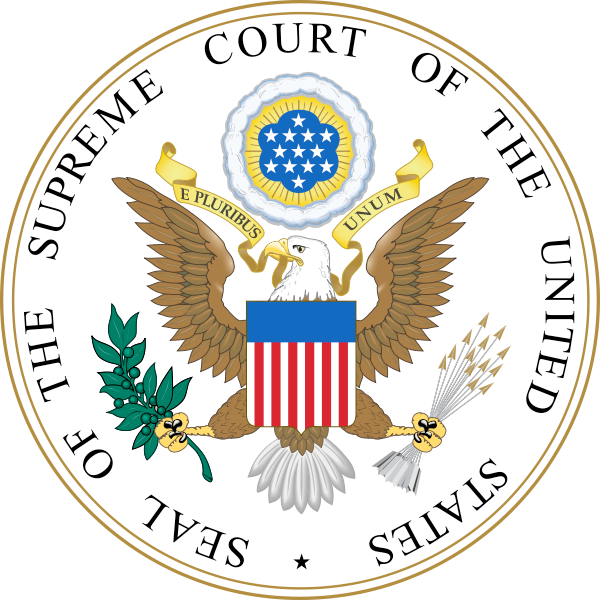 SEAL OF THE SUPREME COURT OF THE UNITED STATES
E PLURIBUS UNUM